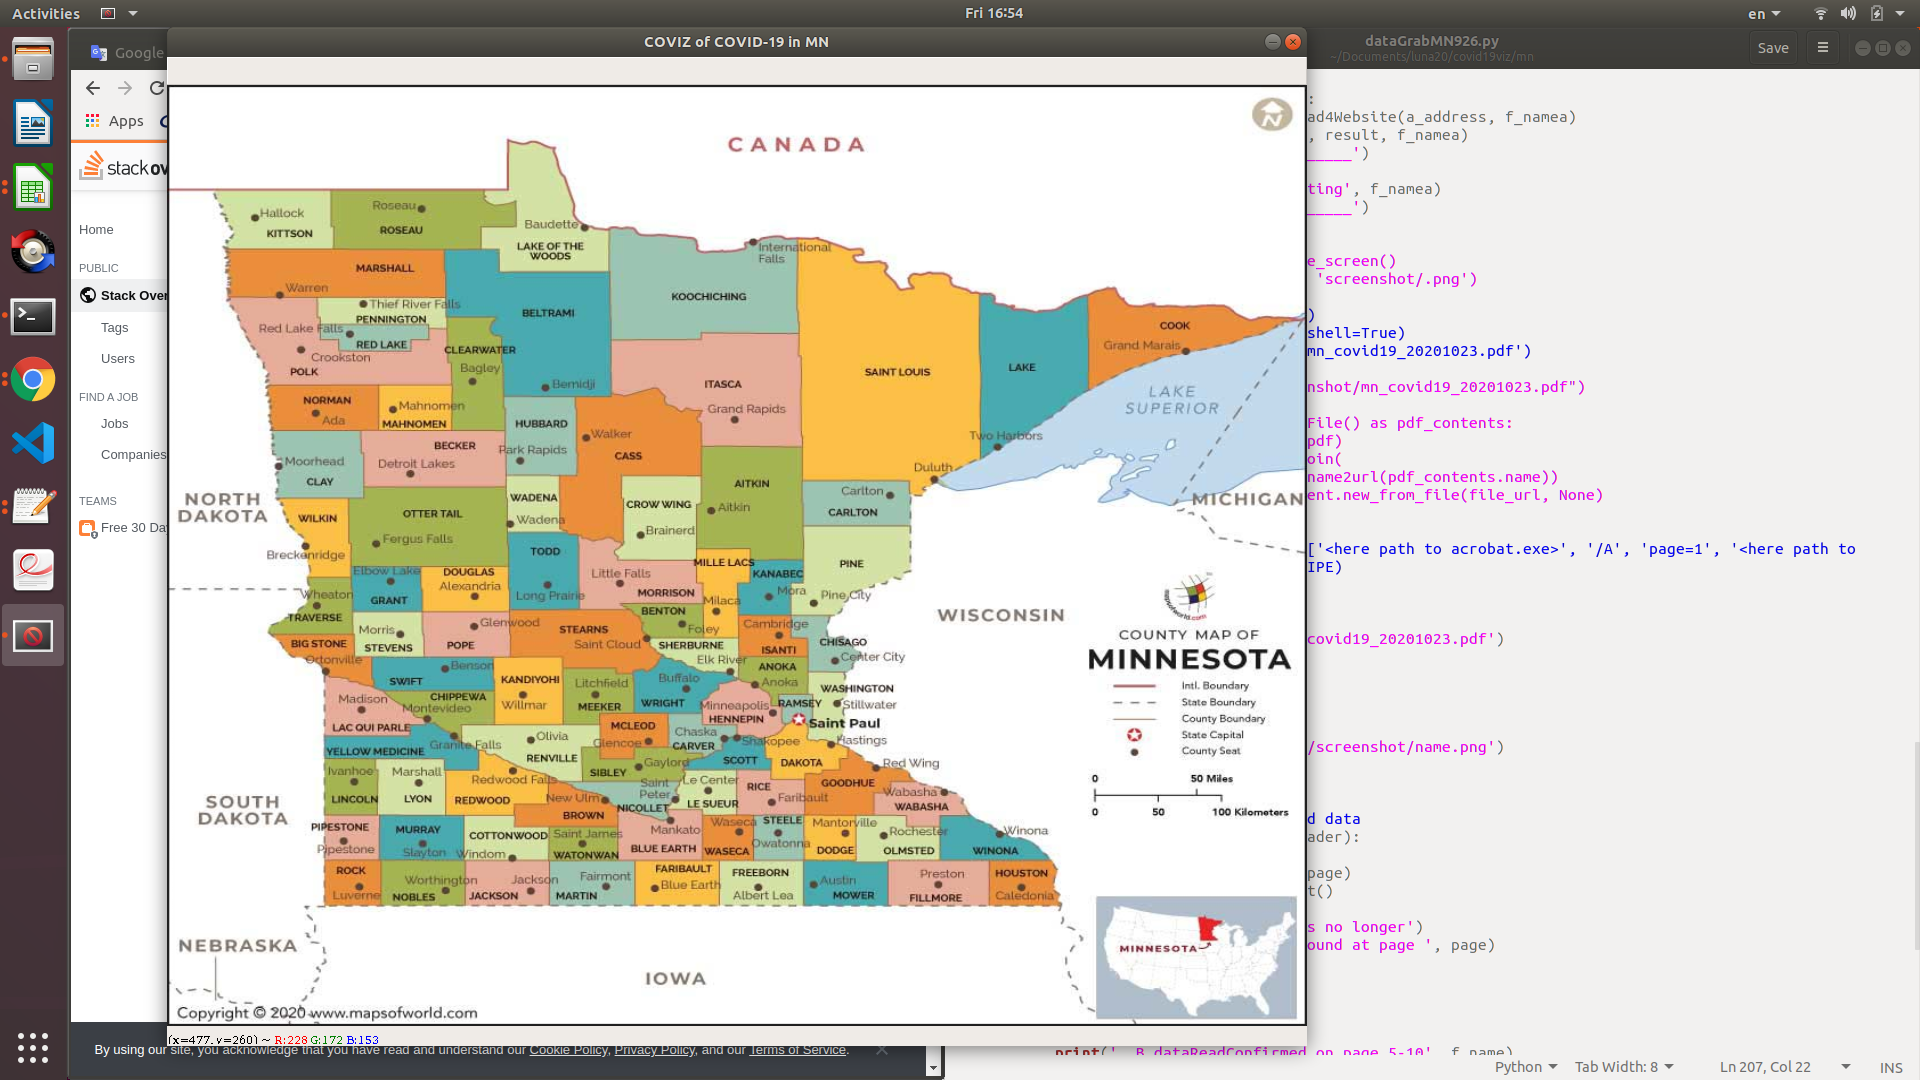 Activities
Fri 16:54
en
Google
COVIZ of COVID-19 in MN
dataGrabMN926.py
~/Documents/luna20/covid19viz/mn
Save
Apps
stackov
Home
PUBLIC
Stack Over
Tags
Users
FIND A JOB
Jobs
Companies
TEAMS
Free 30 Da
CANADA
N
Hallock
KITTSON
Roseau
ROSEAU
Baudette
LAKE OF THE
WOODS
International
Falls
MARSHALL
Warren
Thief River Falls
PENNINGTON
Red Lake Falls
RED LAKE
Crookston
POLK
BELTRAMI
KOOCHICHING
CLEARWATER
Bagley
Bemidji
ITASCA
Grand Rapids
SAINT LOUIS
LAKE
COOK
Grand Marais
LAKE
SUPERIOR
Two Harbors
Duluth
NORMAN
Ada
Mahnomen
MAHNOMEN
HUBBARD
Park Rapids
Walker
CASS
BECKER
Detroit Lakes
Moorhead
CLAY
NORTH
DAKOTA
MICHIGAN
WILKIN
Breckenridge
OTTER TAIL
Fergus Falls
WADENA
Wadena
CROW WING
Brainerd
AITKIN
Aitkin
Carlton
CARLTON
TODD
Long Prairie
Little Falls
MORRISON
MILLE LACS
Milaca
KANABEC
Mora
PINE
Pine City
Elbow Lake
GRANT
DOUGLAS
Alexandria
Wheaton
TRAVERSE
Morris
STEVENS
Glenwood
POPE
STEARNS
Saint Cloud
BENTON
Foley
SHERBURNE
Elk River
Cambridge
ISANTI
CHISAGO
Center City
WISCONSIN
BIG STONE
Ortonville
SWIFT
Benson
KANDIYOHI
Willmar
Litchfield
MEEKER
Buffalo
WRIGHT
ANOKA
Anoka
WASHINGTON
Stillwater
Minneapolis
HENNEPIN
RAMSEY
Saint Paul
Madison
LAC QUI PARLE
CHIPPEWA
Montevideo
MCLEOD
Glencoe
Chaska
CARVER
Shakopee
SCOTT
Hastings
DAKOTA
YELLOW MEDICINE
Granite Falls
Olivia
RENVILLE
SIBLEY
Gaylord
Red Wing
GOODHUE
Ivanhoe
LINCOLN
Marshall
LYON
Redwood Falls
REDWOOD
New Ulm
BROWN
Saint
Peter
NICOLLET
Le Center
LE SUEUR
RICE
Faribault
Wabasha
WABASHA
SOUTH
DAKOTA
PIPESTONE
Pipestone
MURRAY
Slayton
COTTONWOOD
Windom
Saint James
WATONWAN
Mankato
BLUE EARTH
Waseca
WASECA
STEELE
Owatonna
Mantorville
DODGE
Rochester
OLMSTED
Winona
WINONA
ROCK
Luverne
Worthington
NOBLES
Jackson
JACKSON
Fairmont
MARTIN
FARIBAULT
Blue Earth
FREEBORN
Albert Lea
Austin
MOWER
Preston
FILLMORE
HOUSTON
Caledonia
NEBRASKA
IOWA
mapsofworld.com
COUNTY MAP OF
MINNESOTA
Intl. Boundary
State Boundary
County Boundary
State Capital
County Seat
0 50 Miles
0 50 100 Kilometers
MINNESOTA
Copyright © 2020 www.mapsofworld.com
(x=477, y=260) ~ R:228 G:172 B:153
By using our site, you acknowledge that you have read and understand our Cookie Policy, Privacy Policy, and our Terms of Service.
:
ad4Website(a_address, f_namea)
, result, f_namea)
_____')
ting', f_namea)
_____')
e_screen()
'screenshot/.png')
)
shell=True)
mn_covid19_20201023.pdf')
nshot/mn_covid19_20201023.pdf")
File() as pdf_contents:
pdf)
oin(
name2url(pdf_contents.name))
ent.new_from_file(file_url, None)
['<here path to acrobat.exe>', '/A', 'page=1', '<here path to
IPE)
covid19_20201023.pdf')
/screenshot/name.png')
d data
ader):
page)
t()
s no longer')
ound at page ', page)
print('__B dataReadConfirmed on page 5-10', f_name)
Python
Tab Width: 8
Ln 207, Col 22
INS